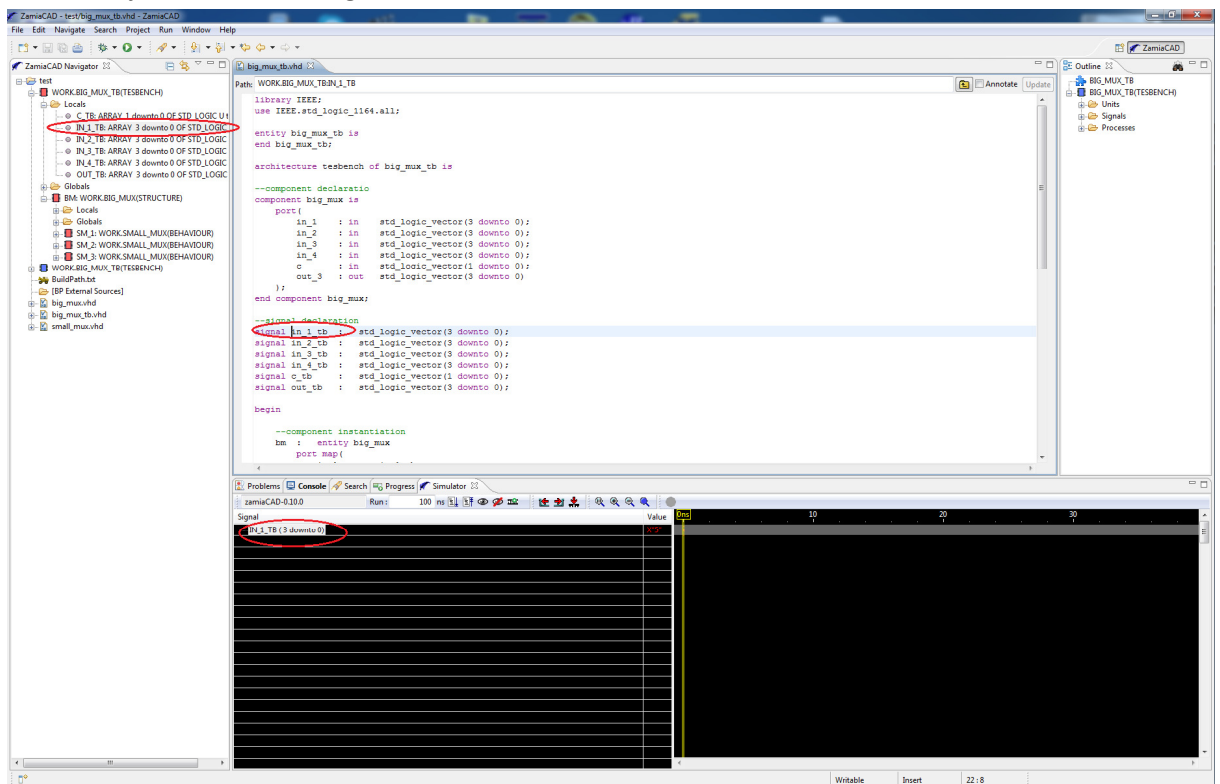 ZamiaCAD - test/big_mux_tb.vhd - ZamiaCAD
File Edit Navigate Search Project Run Window Help
ZamiaCAD
ZamiaCAD Navigator
test
WORK.BIG_MUX_TB(TESBENCH)
Locals
C_TB: ARRAY 1 downto 0 OF STD_LOGIC U t
IN_1_TB: ARRAY 3 downto 0 OF STD_LOGIC
IN_2_TB: ARRAY 3 downto 0 OF STD_LOGIC
IN_3_TB: ARRAY 3 downto 0 OF STD_LOGIC
IN_4_TB: ARRAY 3 downto 0 OF STD_LOGIC
OUT_TB: ARRAY 3 downto 0 OF STD_LOGIC
Globals
BM: WORK.BIG_MUX(STRUCTURE)
Locals
Globals
SM_1: WORK.SMALL_MUX(BEHAVIOUR)
SM_2: WORK.SMALL_MUX(BEHAVIOUR)
SM_3: WORK.SMALL_MUX(BEHAVIOUR)
WORK.BIG_MUX_TB(TESBENCH)
BuildPath.txt
[BP External Sources]
big_mux.vhd
big_mux_tb.vhd
small_mux.vhd
big_mux_tb.vhd
Path: WORK.BIG_MUX_TB:IN_1_TB
Annotate Update
library IEEE;
use IEEE.std_logic_1164.all;
entity big_mux_tb is
end big_mux_tb;
architecture tesbench of big_mux_tb is
--component declaratio
component big_mux is
port(
in_1 : in std_logic_vector(3 downto 0);
in_2 : in std_logic_vector(3 downto 0);
in_3 : in std_logic_vector(3 downto 0);
in_4 : in std_logic_vector(3 downto 0);
c : in std_logic_vector(1 downto 0);
out_3 : out std_logic_vector(3 downto 0)
);
end component big_mux;
--signal declaration
signal in_1_tb : std_logic_vector(3 downto 0);
signal in_2_tb : std_logic_vector(3 downto 0);
signal in_3_tb : std_logic_vector(3 downto 0);
signal in_4_tb : std_logic_vector(3 downto 0);
signal c_tb : std_logic_vector(1 downto 0);
signal out_tb : std_logic_vector(3 downto 0);
begin
--component instantiation
bm : entity big_mux
port map(
Outline
BIG_MUX_TB
BIG_MUX_TB(TESBENCH)
Units
Signals
Processes
Problems Console Search Progress Simulator
zamiaCAD-0.10.0 Run: 100 ns
Signal Value 0ns 10 20 30
IN_1_TB ( 3 downto 0)
Writable Insert 22 : 8